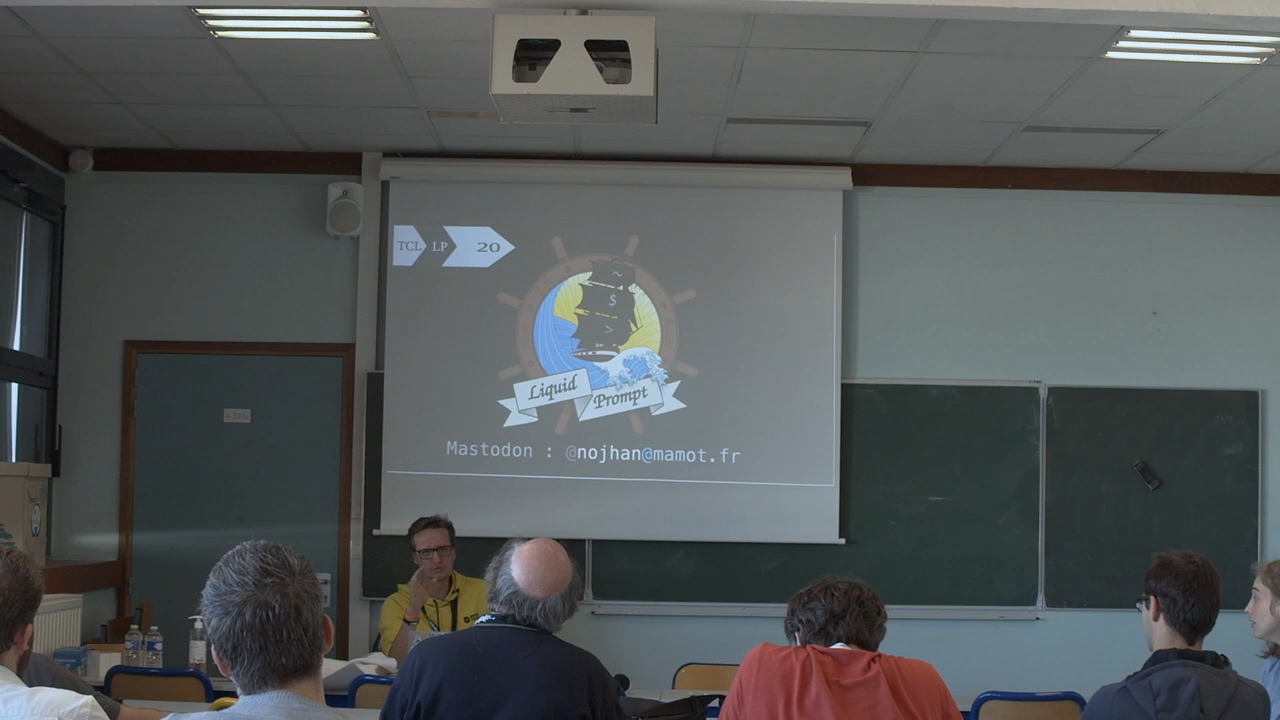 TCL LP 20
~
$
>
Liquid
Prompt
Mastodon : @nojhan@mamot.fr